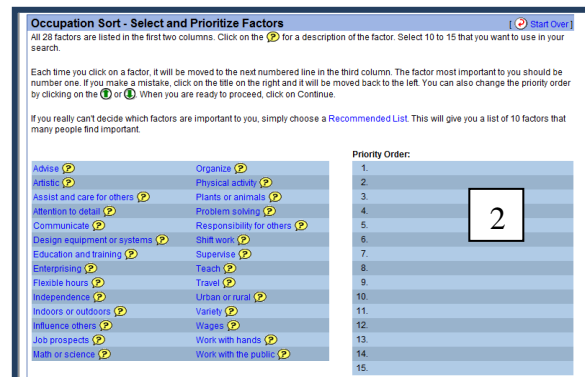 Occupation Sort - Select and Prioritize Factors [ Start Over ]
All 28 factors are listed in the first two columns. Click on the ? for a description of the factor. Select 10 to 15 that you want to use in your
search.
Each time you click on a factor, it will be moved to the next numbered line in the third column. The factor most important to you should be
number one. If you make a mistake, click on the title on the right and it will be moved back to the left. You can also change the priority order
by clicking on the or . When you are ready to proceed, click on Continue.
If you really can't decide which factors are important to you, simply choose a Recommended List. This will give you a list of 10 factors that
many people find important.
Priority Order:
Advise ? Organize ? 1.
Artistic ? Physical activity ? 2.
Assist and care for others ? Plants or animals ? 3.
Attention to detail ? Problem solving ? 4.
Communicate ? Responsibility for others ? 5.
Design equipment or systems ? Shift work ? 6.
Education and training ? Supervise ? 7.
Enterprising ? Teach ? 8.
Flexible hours ? Travel ? 9.
Independence ? Urban or rural ? 10.
Indoors or outdoors ? Variety ? 11.
Influence others ? Wages ? 12.
Job prospects ? Work with hands ? 13.
Math or science ? Work with the public ? 14.
15.
2